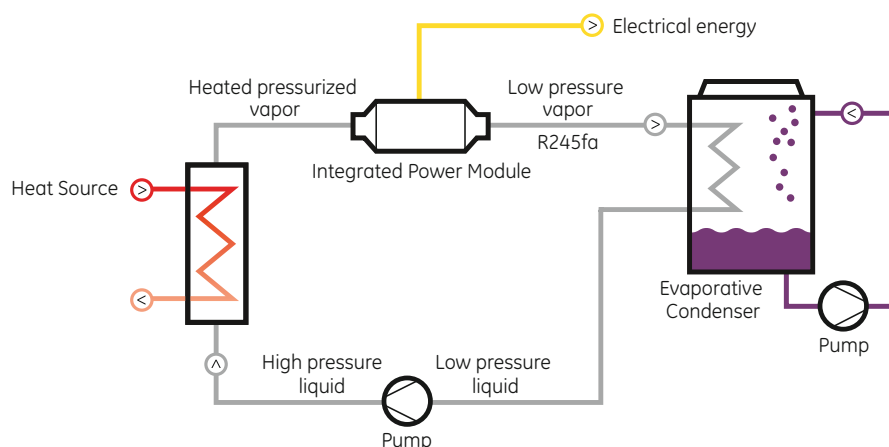 Electrical energy
Heated pressurized
vapor
Low pressure
vapor
R245fa
Integrated Power Module
Heat Source
Evaporative
Condenser
Pump
High pressure
liquid
Low pressure
liquid
Pump